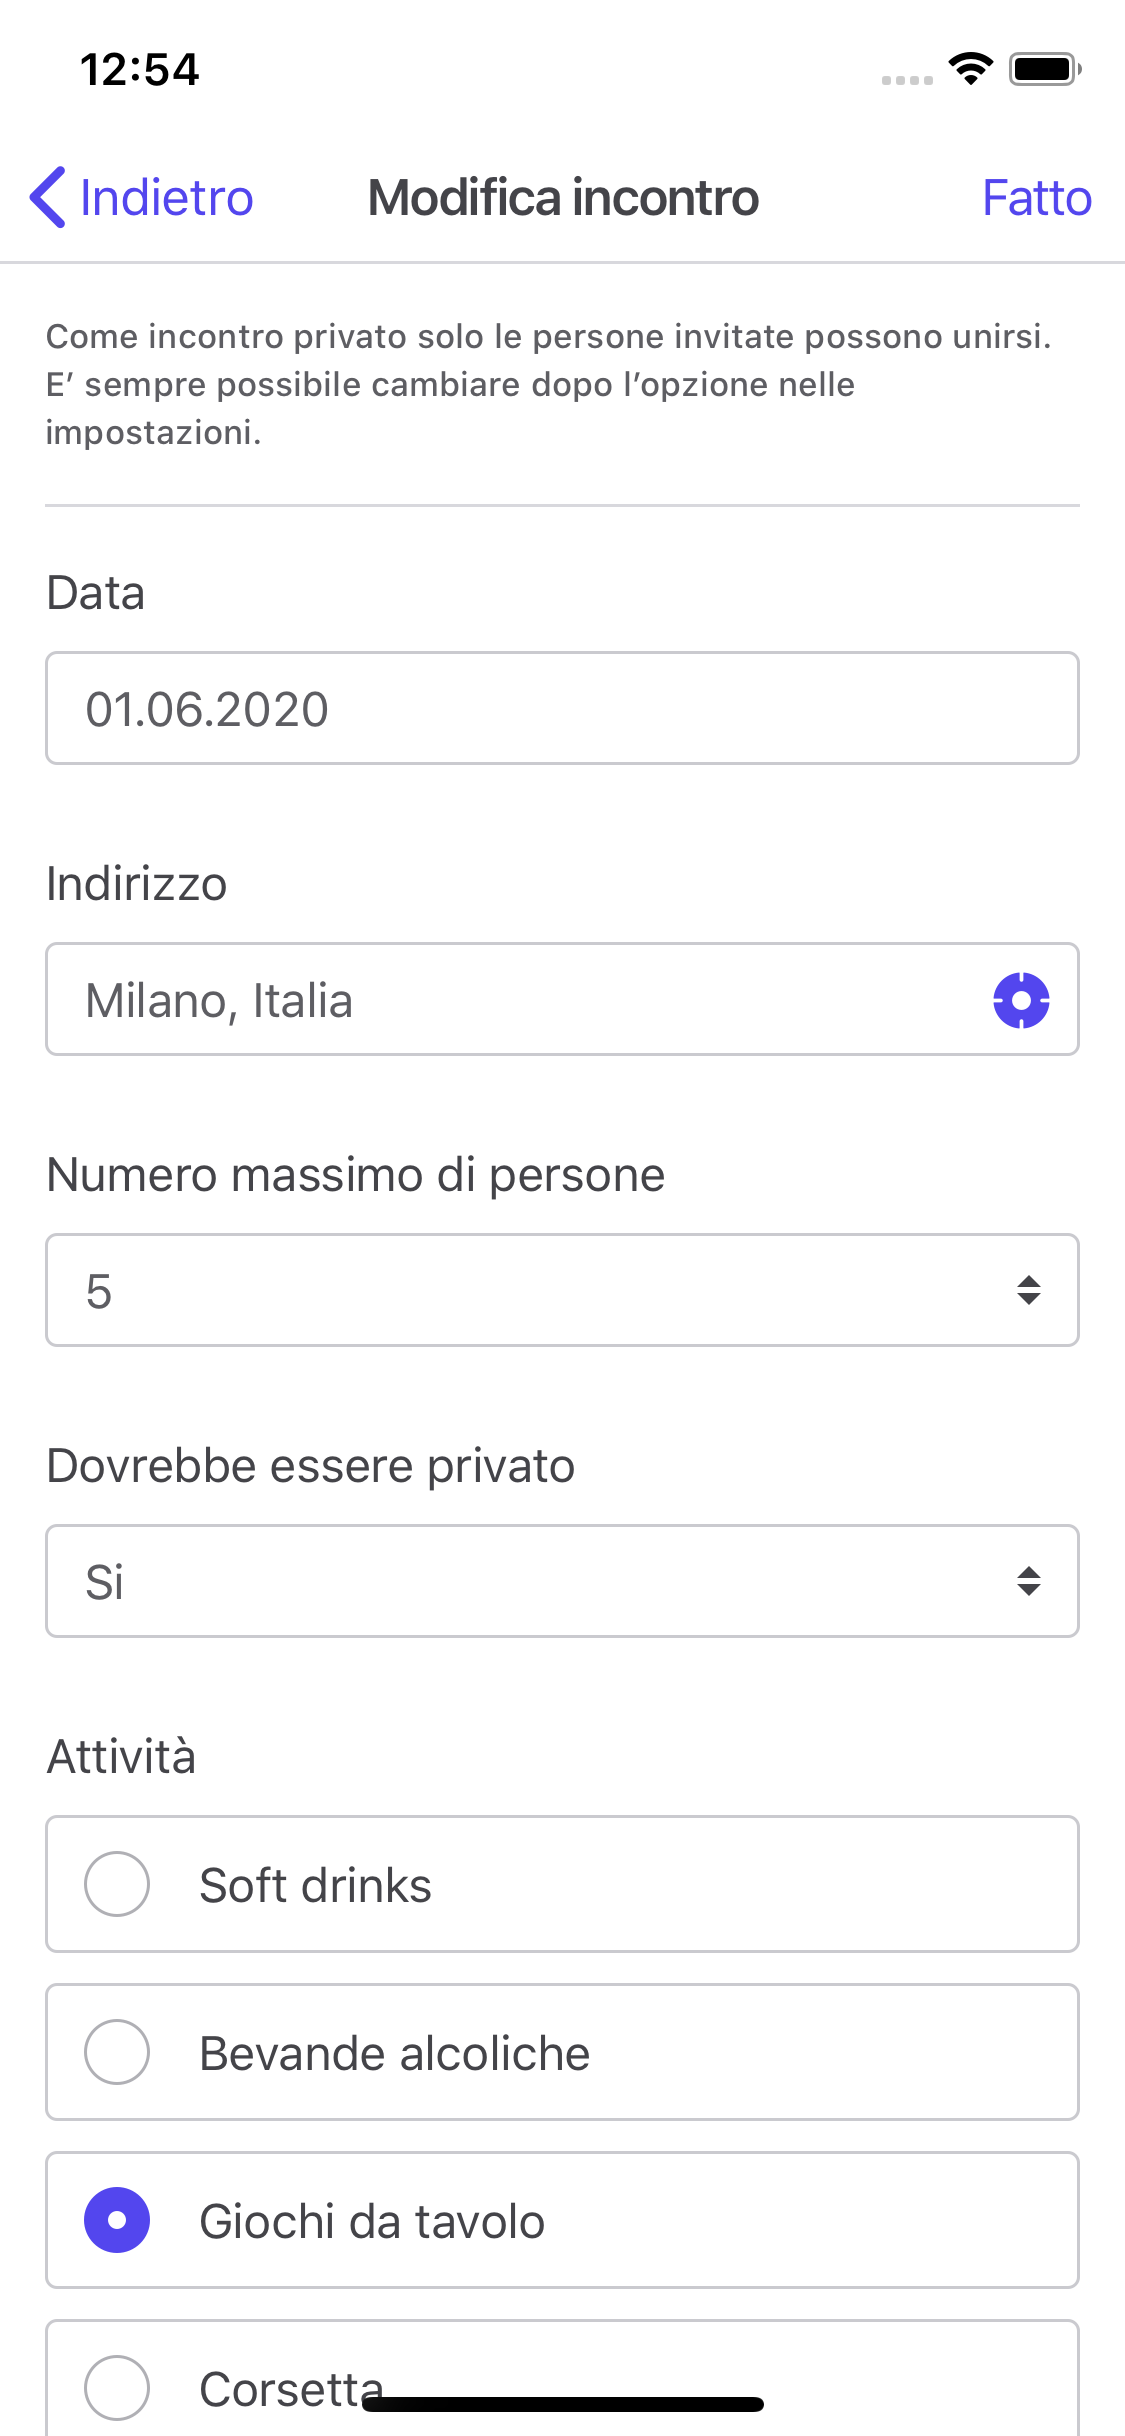 12:54
Indietro
Modifica incontro
Fatto
Come incontro privato solo le persone invitate possono unirsi.
E’ sempre possibile cambiare dopo l’opzione nelle
impostazioni.
Data
01.06.2020
Indirizzo
Milano, Italia
Numero massimo di persone
5
Dovrebbe essere privato
Si
Attività
Soft drinks
Bevande alcoliche
Giochi da tavolo
Corsetta